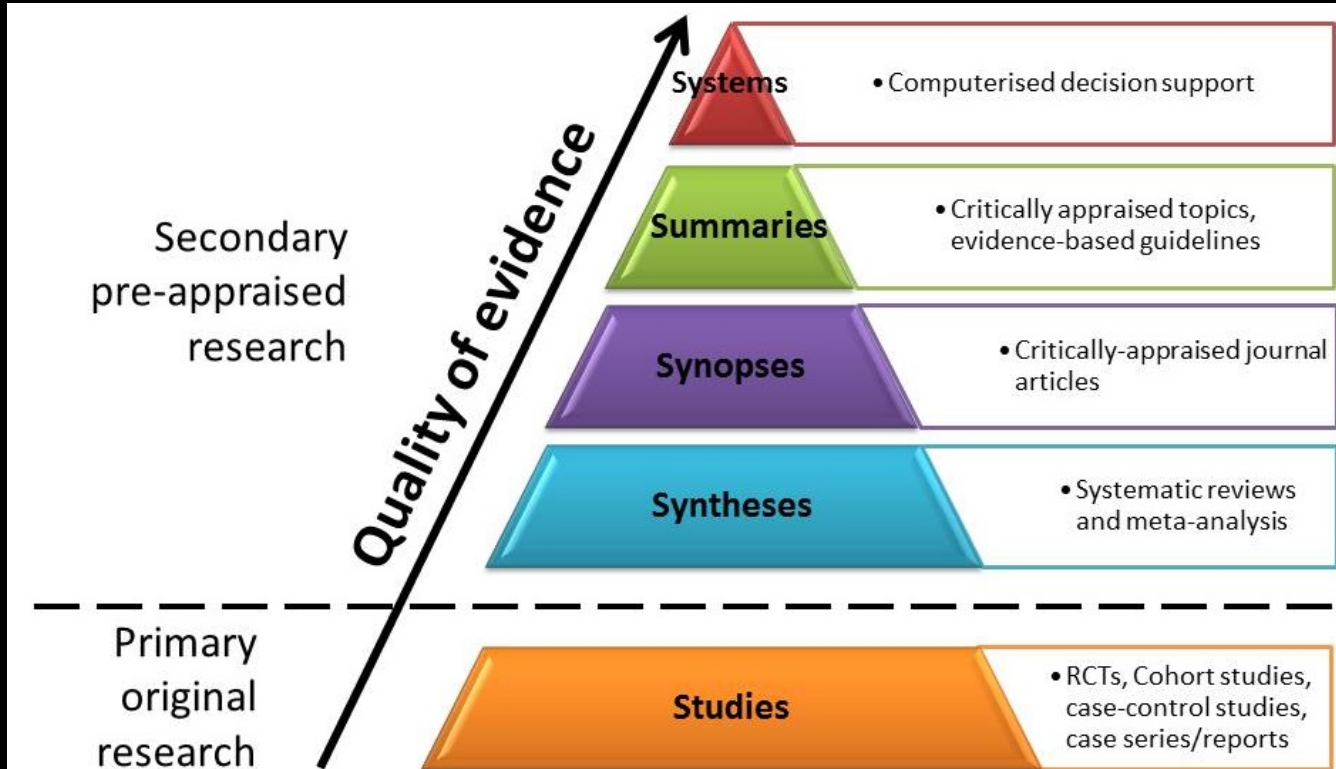 Systems
• Computerised decision support
Secondary
pre-appraised
research
Quality of evidence
Summaries
• Critically appraised topics,
evidence-based guidelines
Synopses
• Critically-appraised journal
articles
Syntheses
• Systematic reviews
and meta-analysis
Primary
original
research
Studies
• RCTs, Cohort studies,
case-control studies,
case series/reports